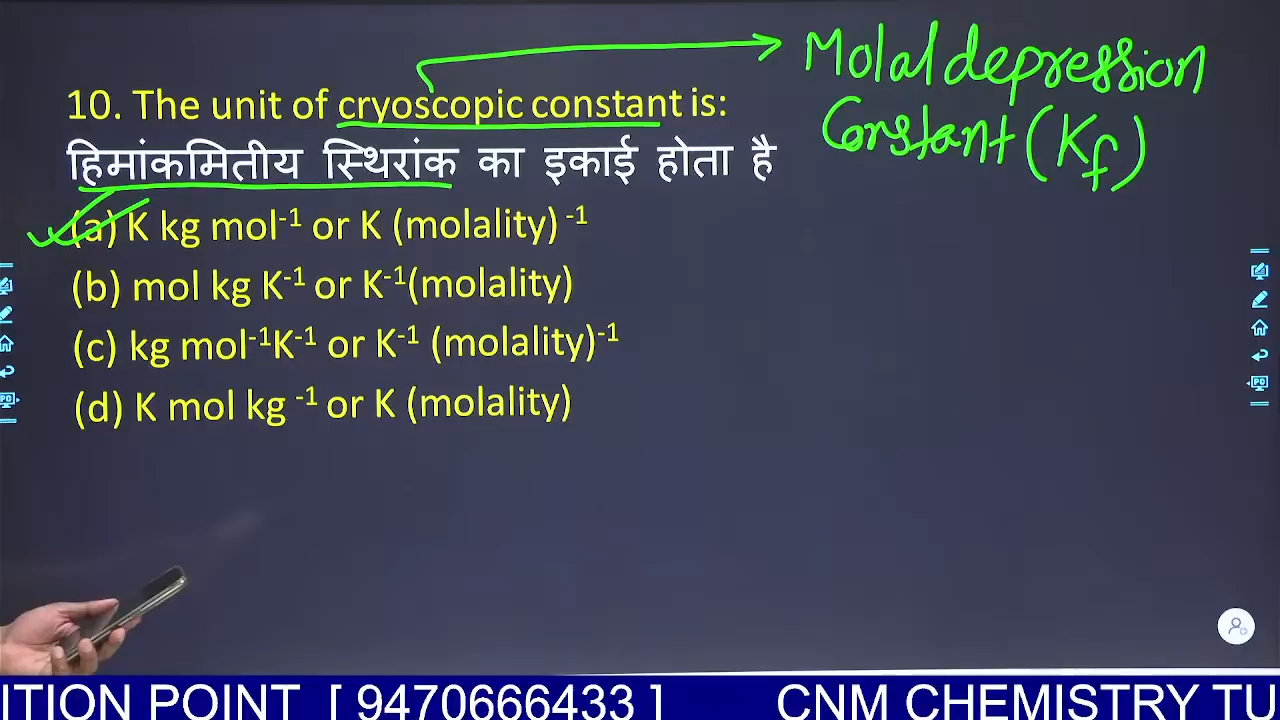 Molal depression
Constant (Kf)
10. The unit of cryoscopic constant is:
हिमांकमितीय स्थिरांक का इकाई होता है
(a) K kg mol⁻¹ or K (molality) ⁻¹
(b) mol kg K⁻¹ or K⁻¹(molality)
(c) kg mol⁻¹K⁻¹ or K⁻¹ (molality)⁻¹
(d) K mol kg ⁻¹ or K (molality)
ITION POINT [ 9470666433 ] CNM CHEMISTRY TU